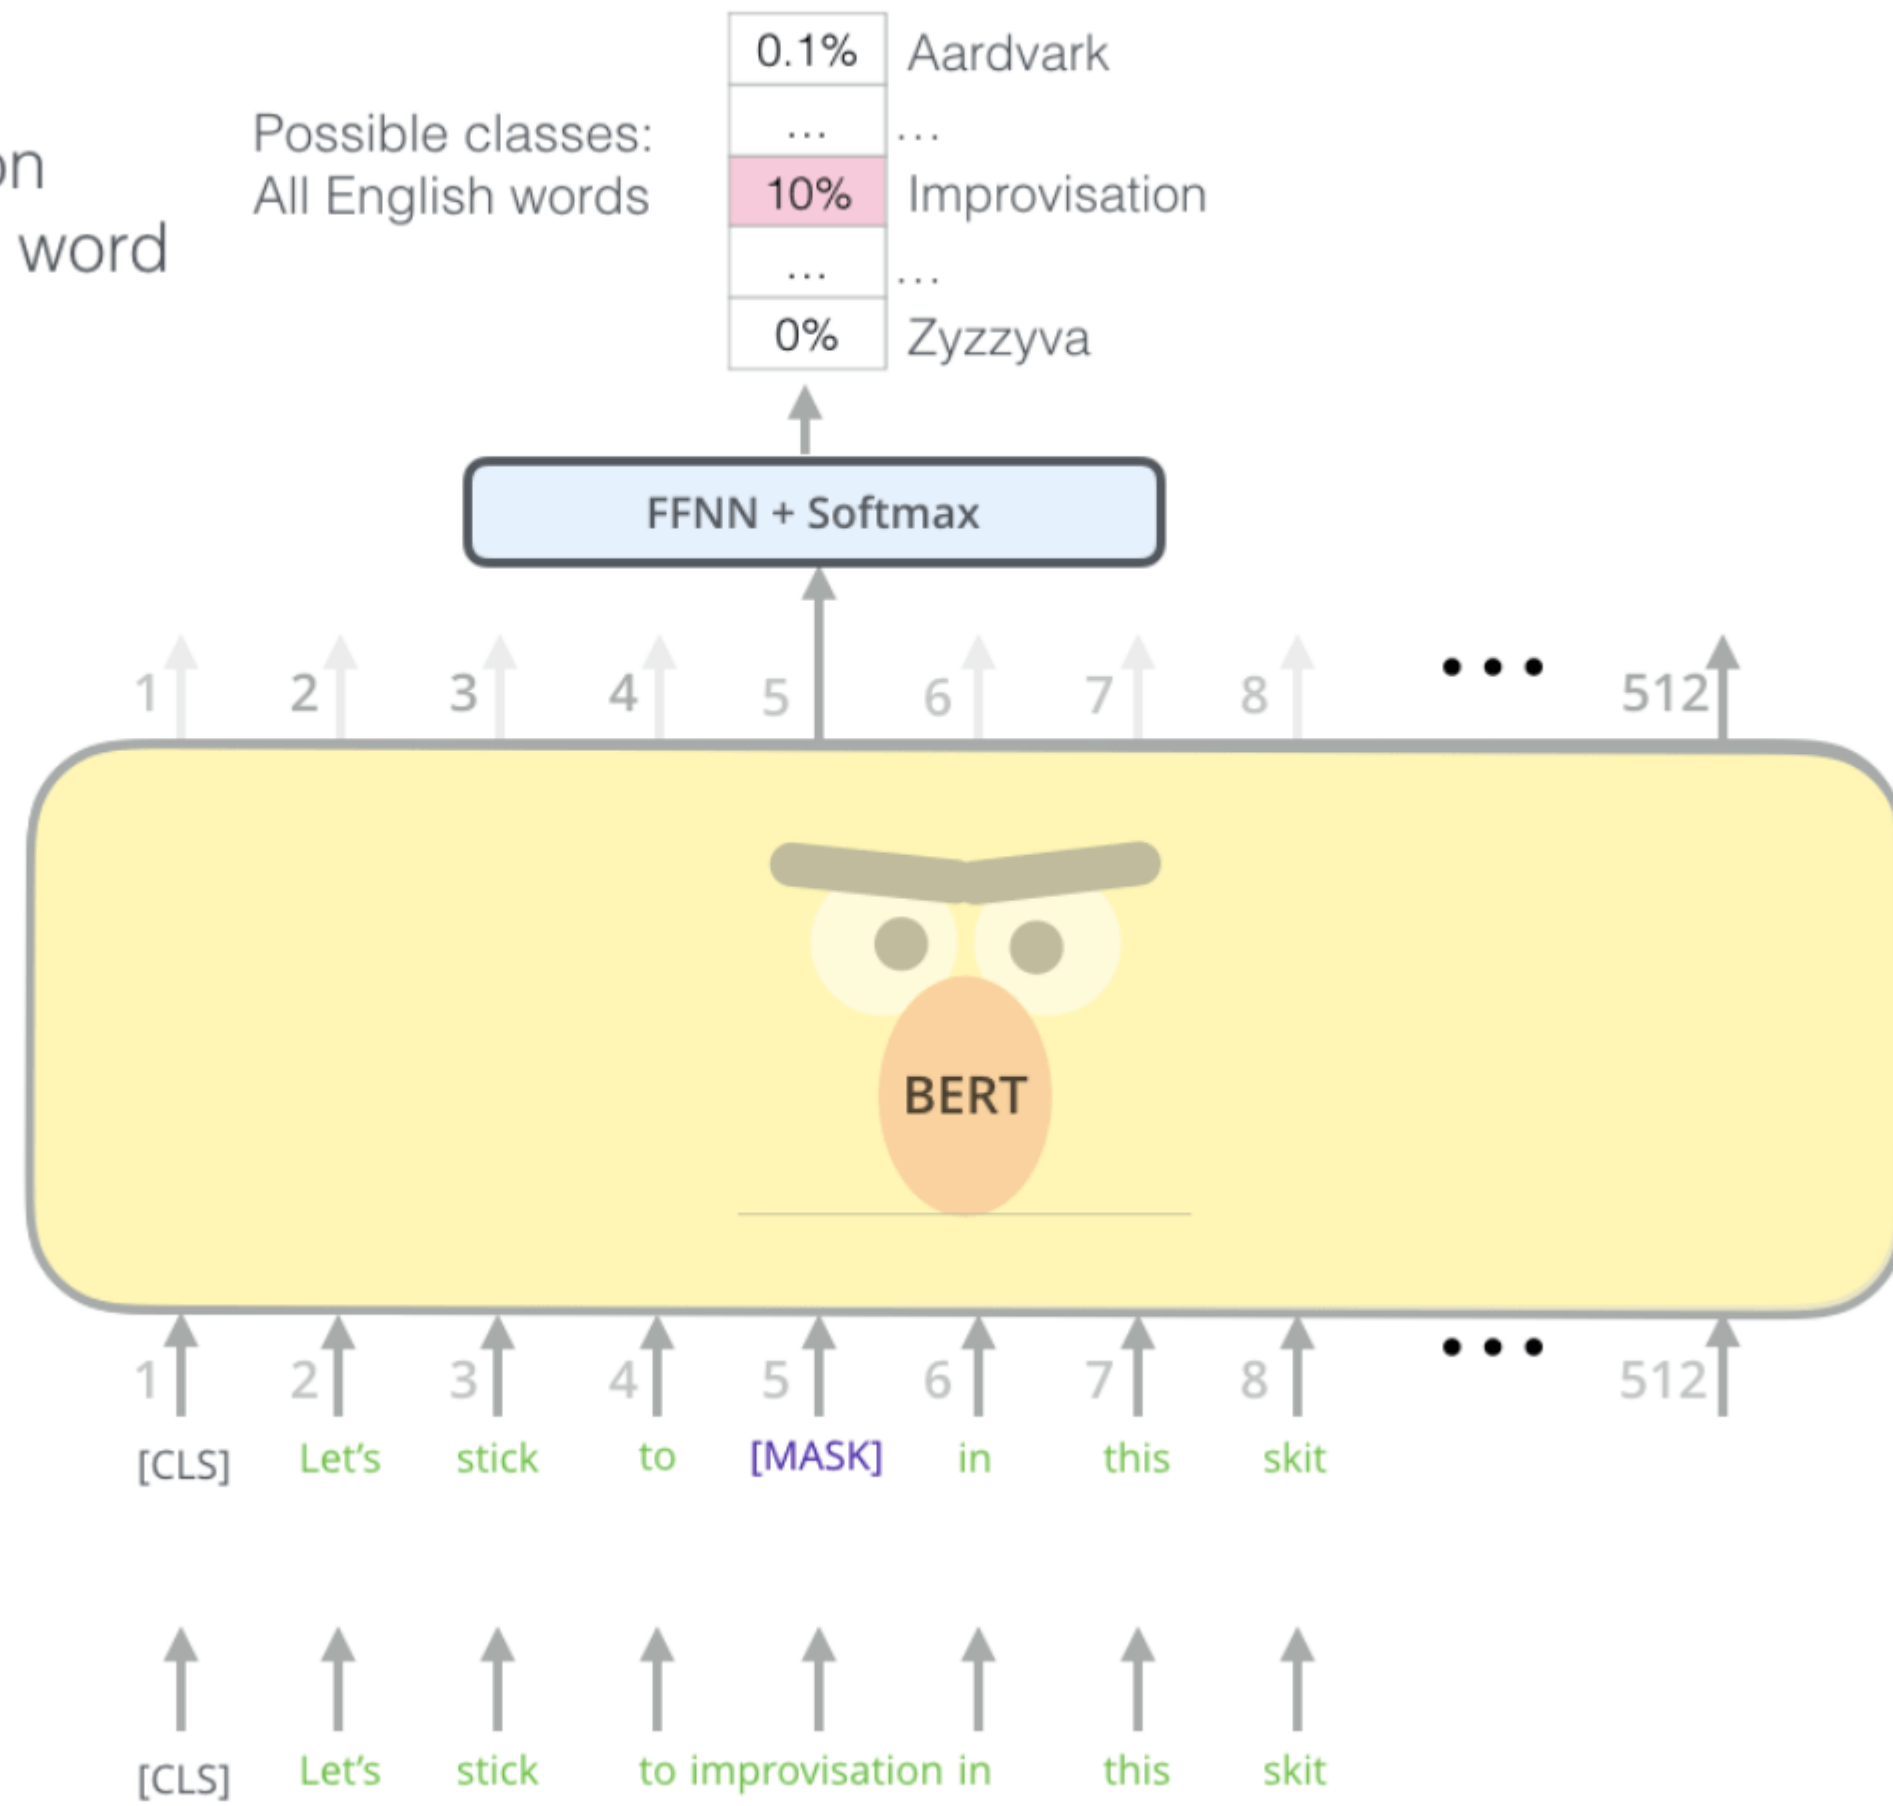 0.1% Aardvark
... ...
Possible classes:
10% Improvisation
All English words
word
... ...
0% Zyzzyva
FFNN + Softmax
1 2 3 4 5 6 7 8 ... 512
BERT
1 2 3 4 5 6 7 8 ... 512
[CLS] Let's stick to [MASK] in this skit
[CLS] Let's stick to improvisation in this skit